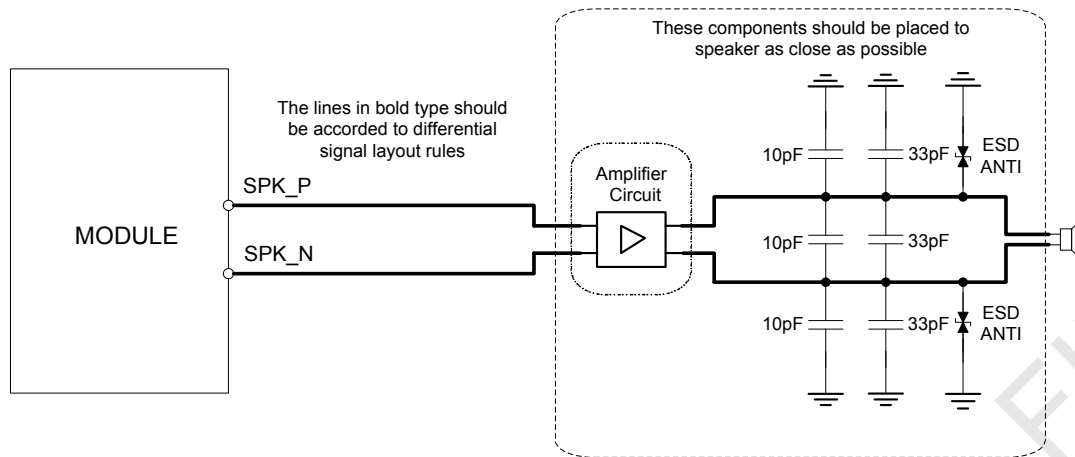 These components should be placed to
speaker as close as possible
The lines in bold type should
be accorded to differential
signal layout rules
10pF
33pF
ESD
ANTI
Amplifier
Circuit
SPK_P
MODULE
10pF
33pF
SPK_N
10pF
33pF
ESD
ANTI